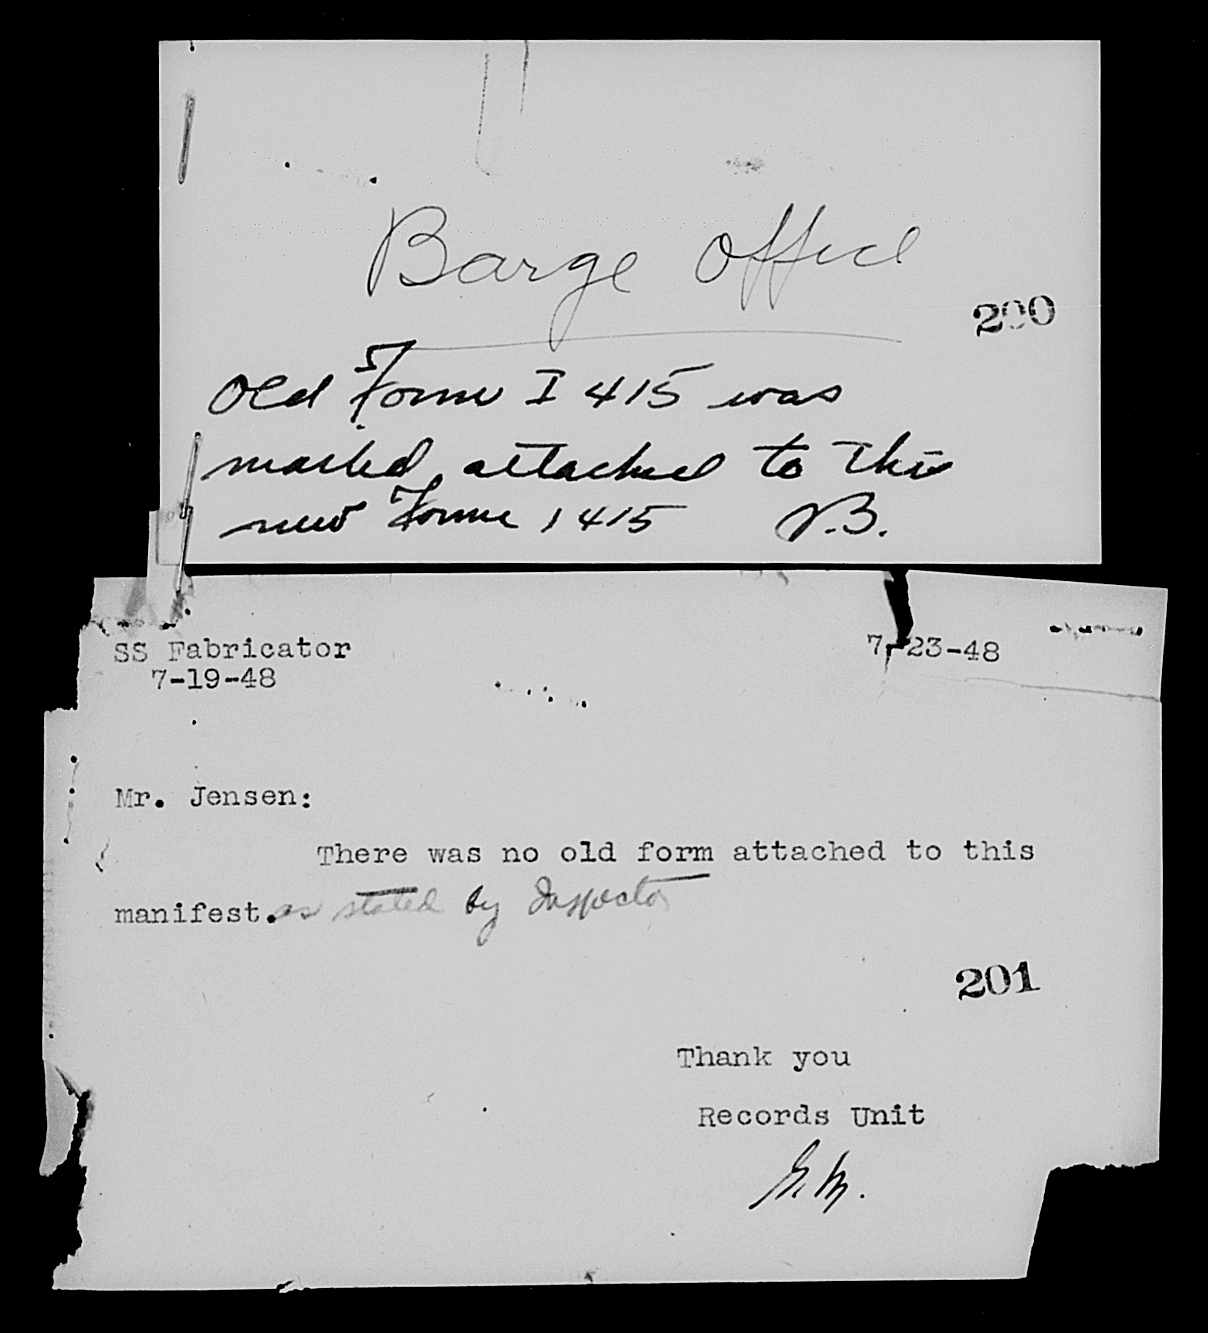 Barge Office
200
Old Form I 415 was
mailed, attached to this
new Form I 415 V.B.
SS Fabricator 7-23-48
7-19-48
Mr. Jensen:
There was no old form attached to this
manifest. as stated by Inspector
201
Thank you
Records Unit